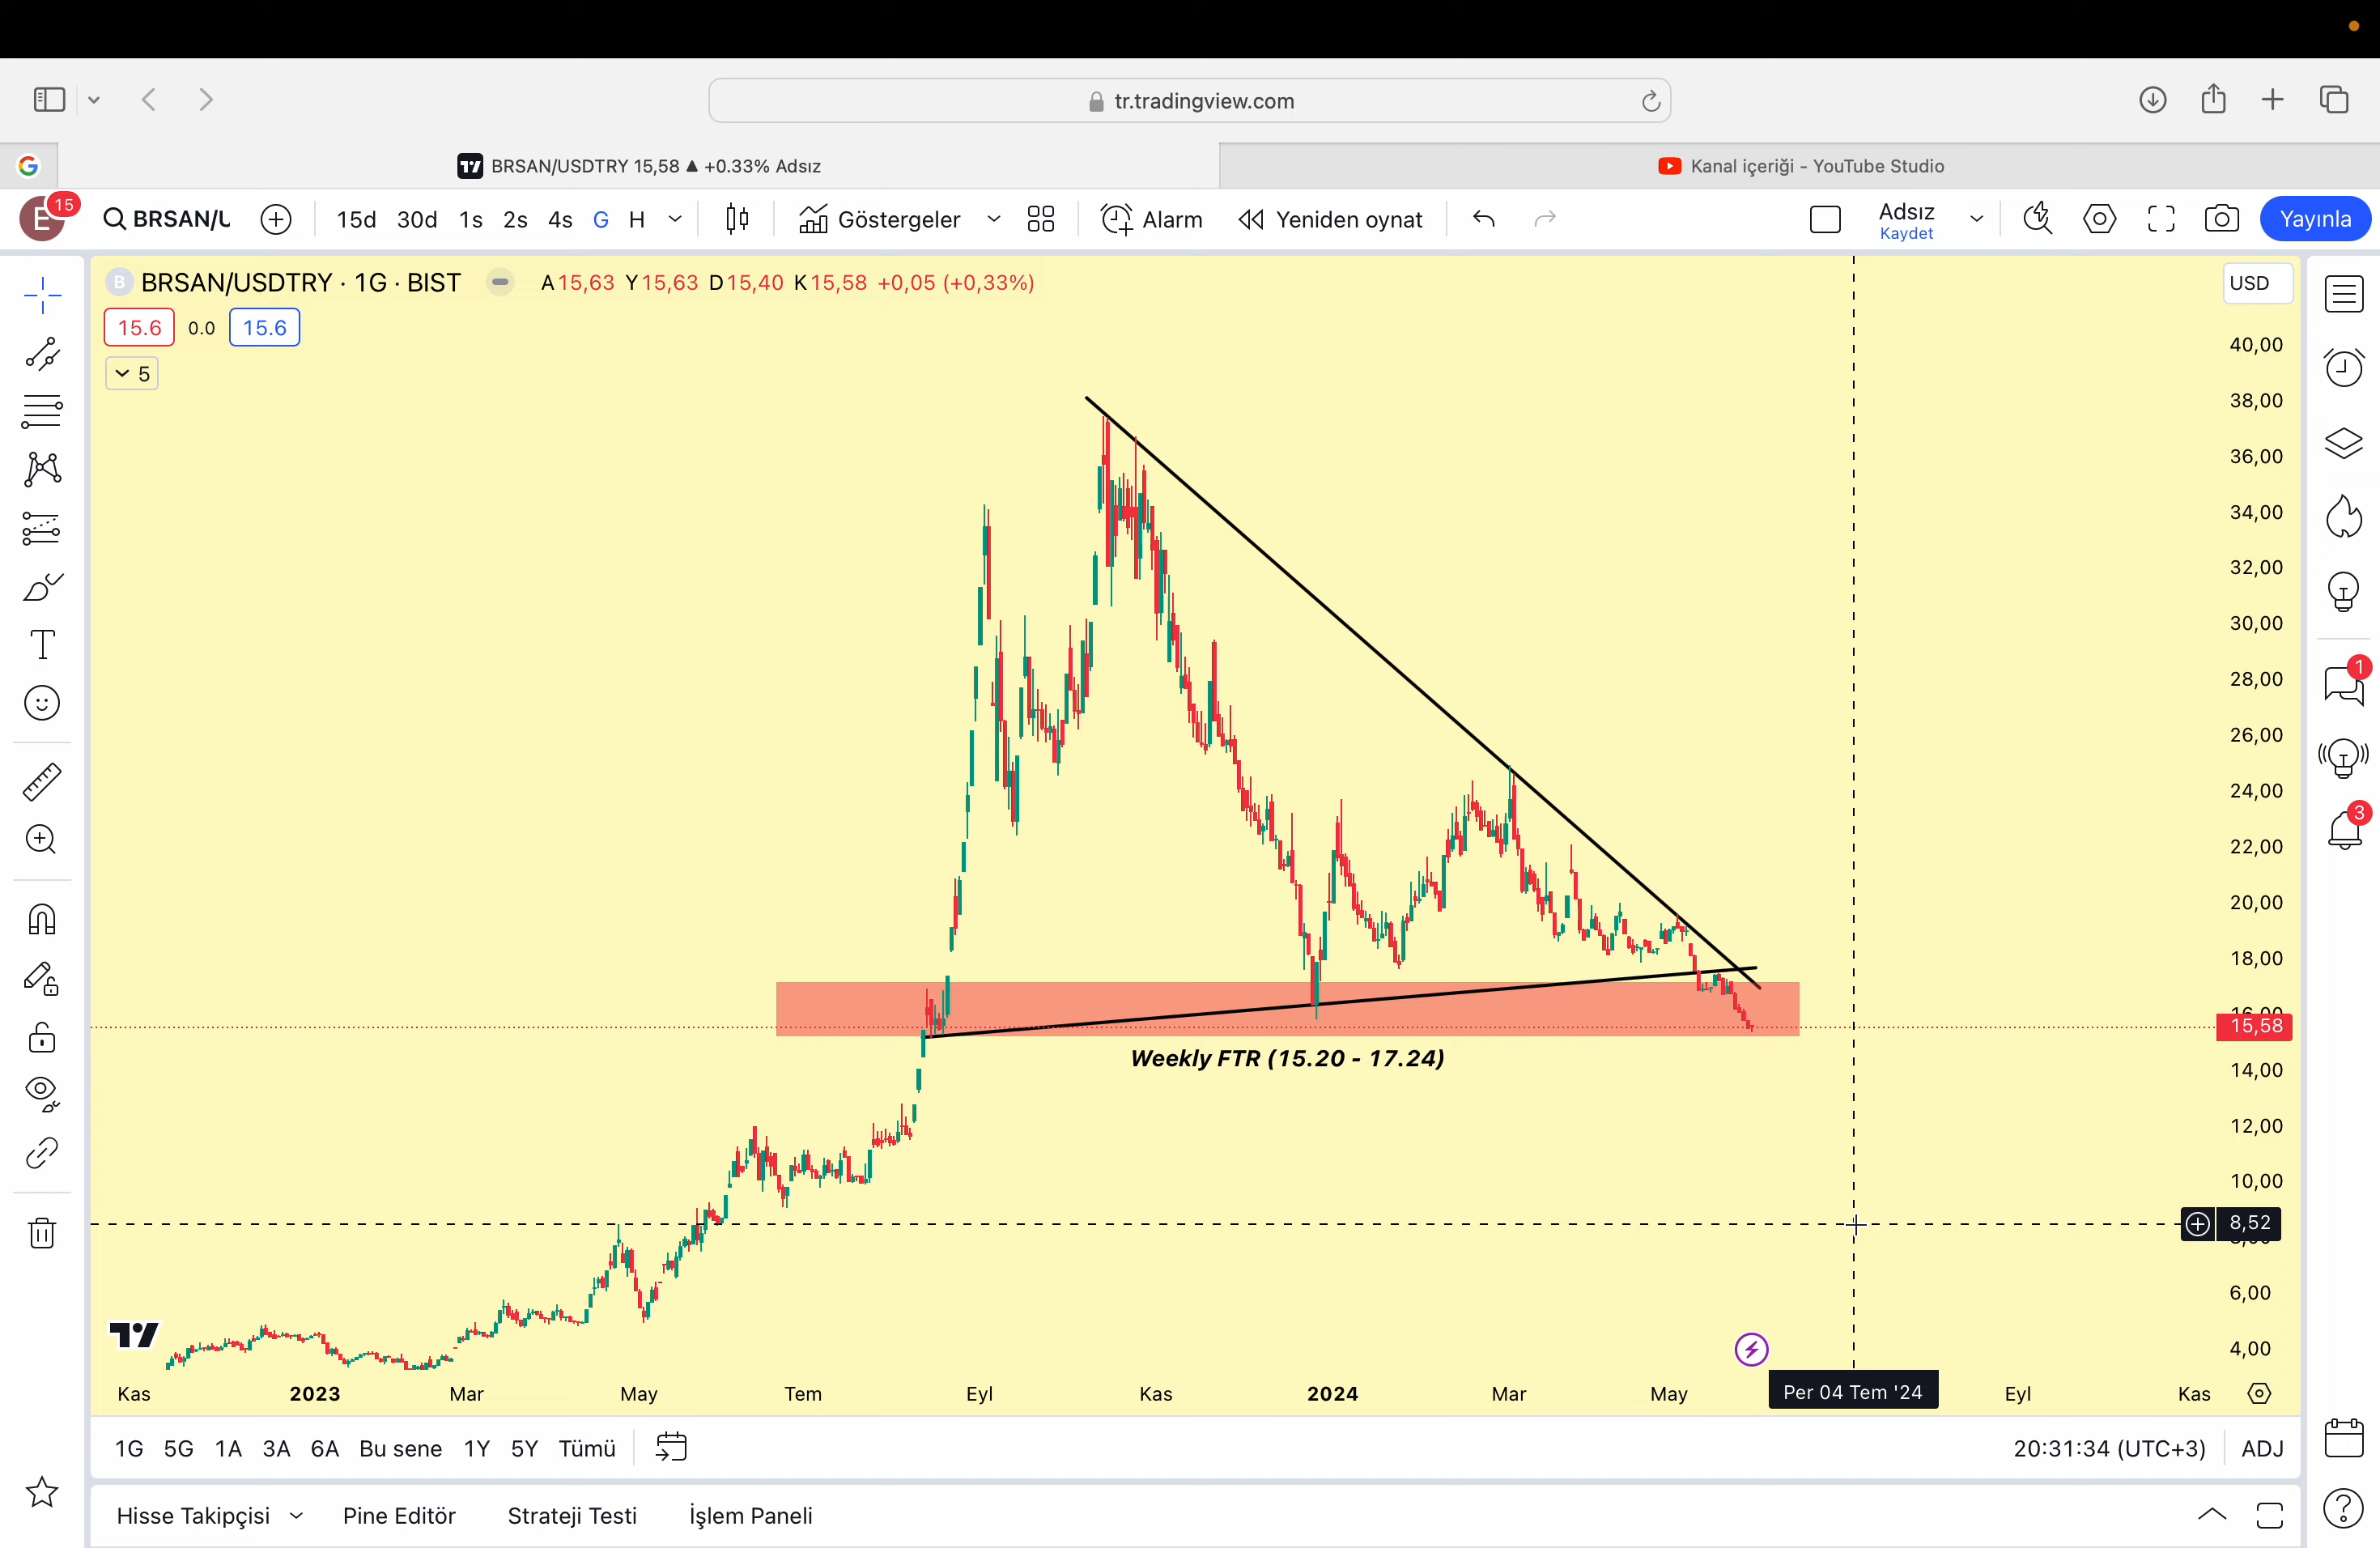 tr.tradingview.com
BRSAN/USDTRY 15,58 ▲ +0.33% Adsız
Kanal içeriği - YouTube Studio
E 15 BRSAN/U 15d 30d 1s 2s 4s G H Göstergeler Alarm Yeniden oynat Adsız Kaydet Yayınla
B BRSAN/USDTRY · 1G · BIST A15,63 Y15,63 D15,40 K15,58 +0,05 (+0,33%) USD
15.6 0.0 15.6
5
40,00
38,00
36,00
34,00
32,00
30,00
28,00
1
26,00
24,00
3
22,00
20,00
18,00
15,58
Weekly FTR (15.20 - 17.24)
14,00
12,00
10,00
8,52
6,00
4,00
Kas 2023 Mar May Tem Eyl Kas 2024 Mar May Per 04 Tem '24 Eyl Kas
1G 5G 1A 3A 6A Bu sene 1Y 5Y Tümü 20:31:34 (UTC+3) ADJ
Hisse Takipçisi Pine Editör Strateji Testi İşlem Paneli